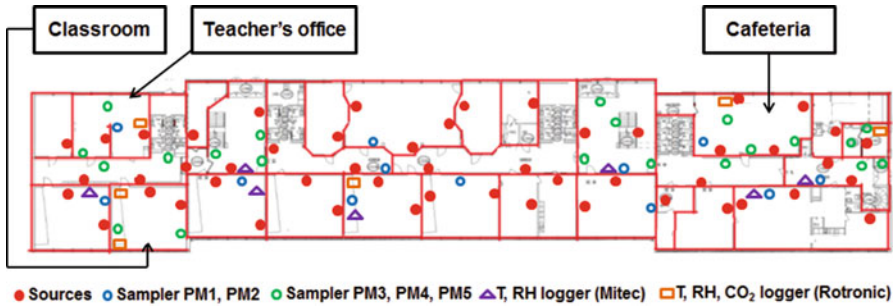 Classroom
Teacher's office
Cafeteria
Sources
Sampler PM1, PM2
Sampler PM3, PM4, PM5
T, RH logger (Mitec)
T, RH, CO₂ logger (Rotronic)